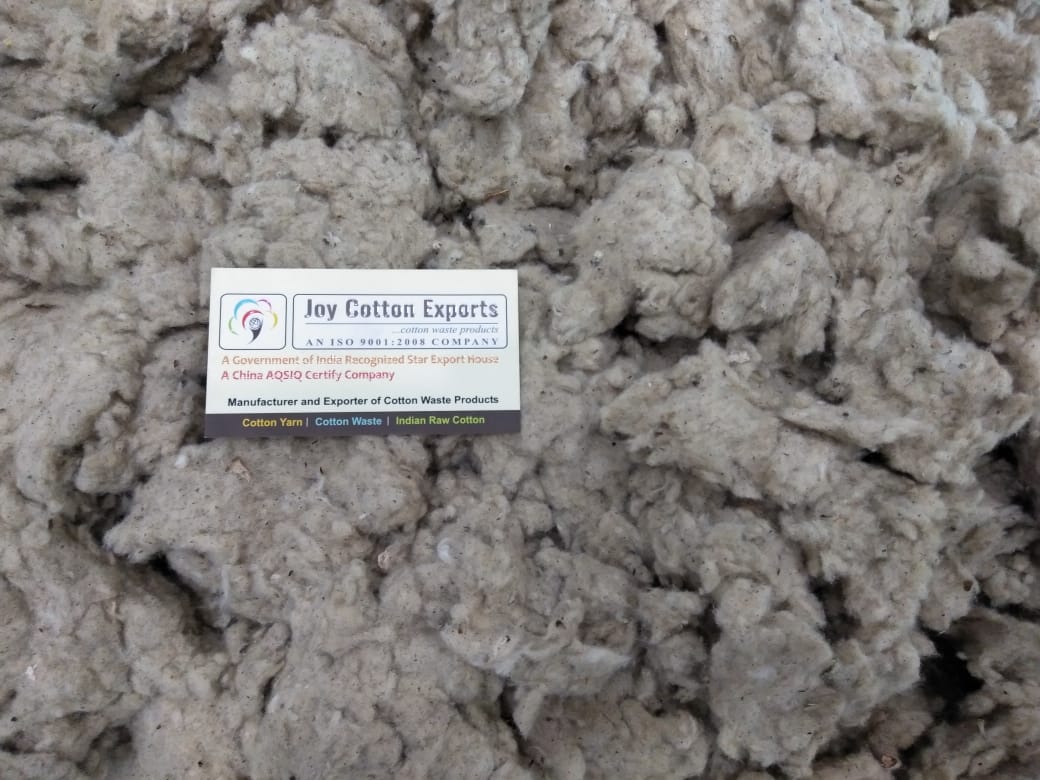 Joy Cotton Exports
...cotton waste products
AN ISO 9001:2008 COMPANY
A Government of India Recognized Star Export House
A China AQSIQ Certify Company
Manufacturer and Exporter of Cotton Waste Products
Cotton Yarn | Cotton Waste | Indian Raw Cotton